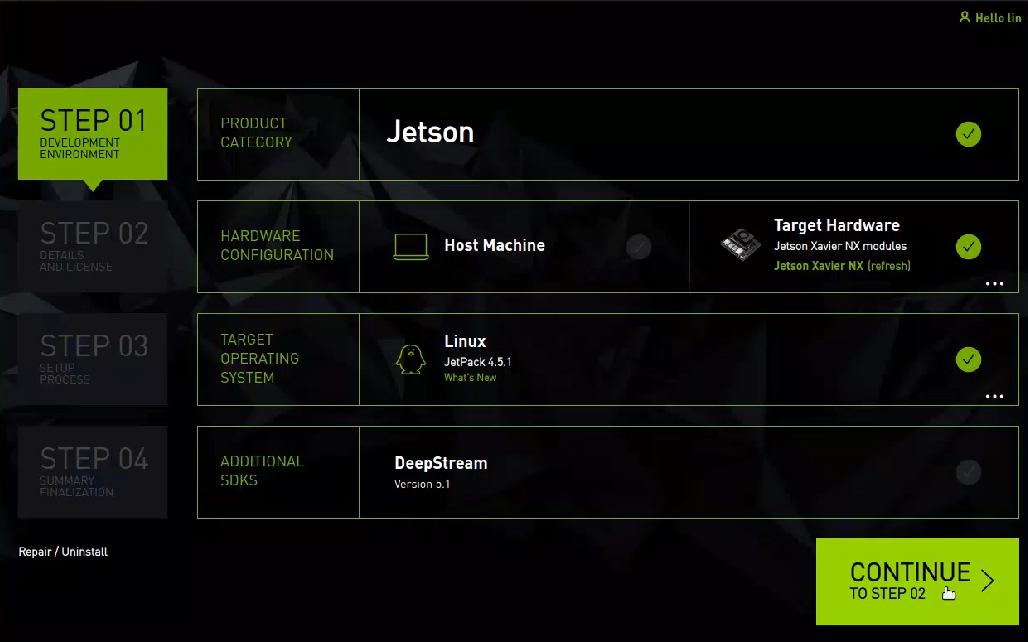 Hello lin
STEP 01
DEVELOPMENT
ENVIRONMENT
PRODUCT
CATEGORY
Jetson
STEP 02
DETAILS
AND LICENSE
HARDWARE
CONFIGURATION
Host Machine
Target Hardware
Jetson Xavier NX modules
Jetson Xavier NX (refresh)
STEP 03
SETUP
PROCESS
TARGET
OPERATING
SYSTEM
Linux
JetPack 4.5.1
What's New
STEP 04
SUMMARY
FINALIZATION
ADDITIONAL
SDKS
DeepStream
Version 5.1
Repair / Uninstall
CONTINUE
TO STEP 02